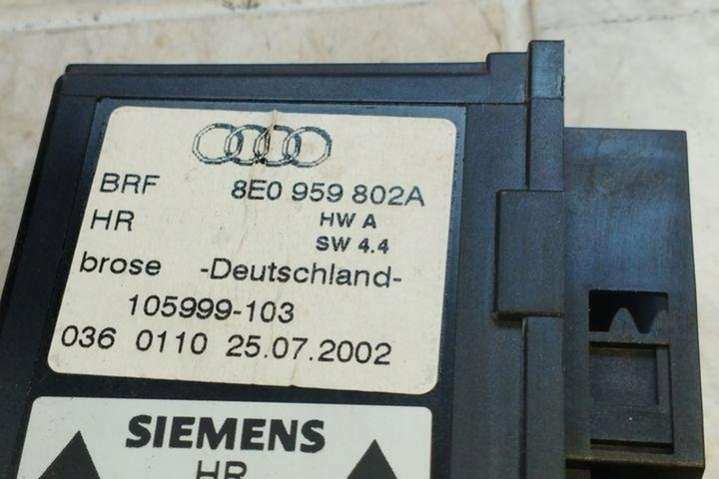 BRF 8E0 959 802A
HR HW A
SW 4.4
brose -Deutschland-
105999-103
036 0110 25.07.2002
SIEMENS
HR